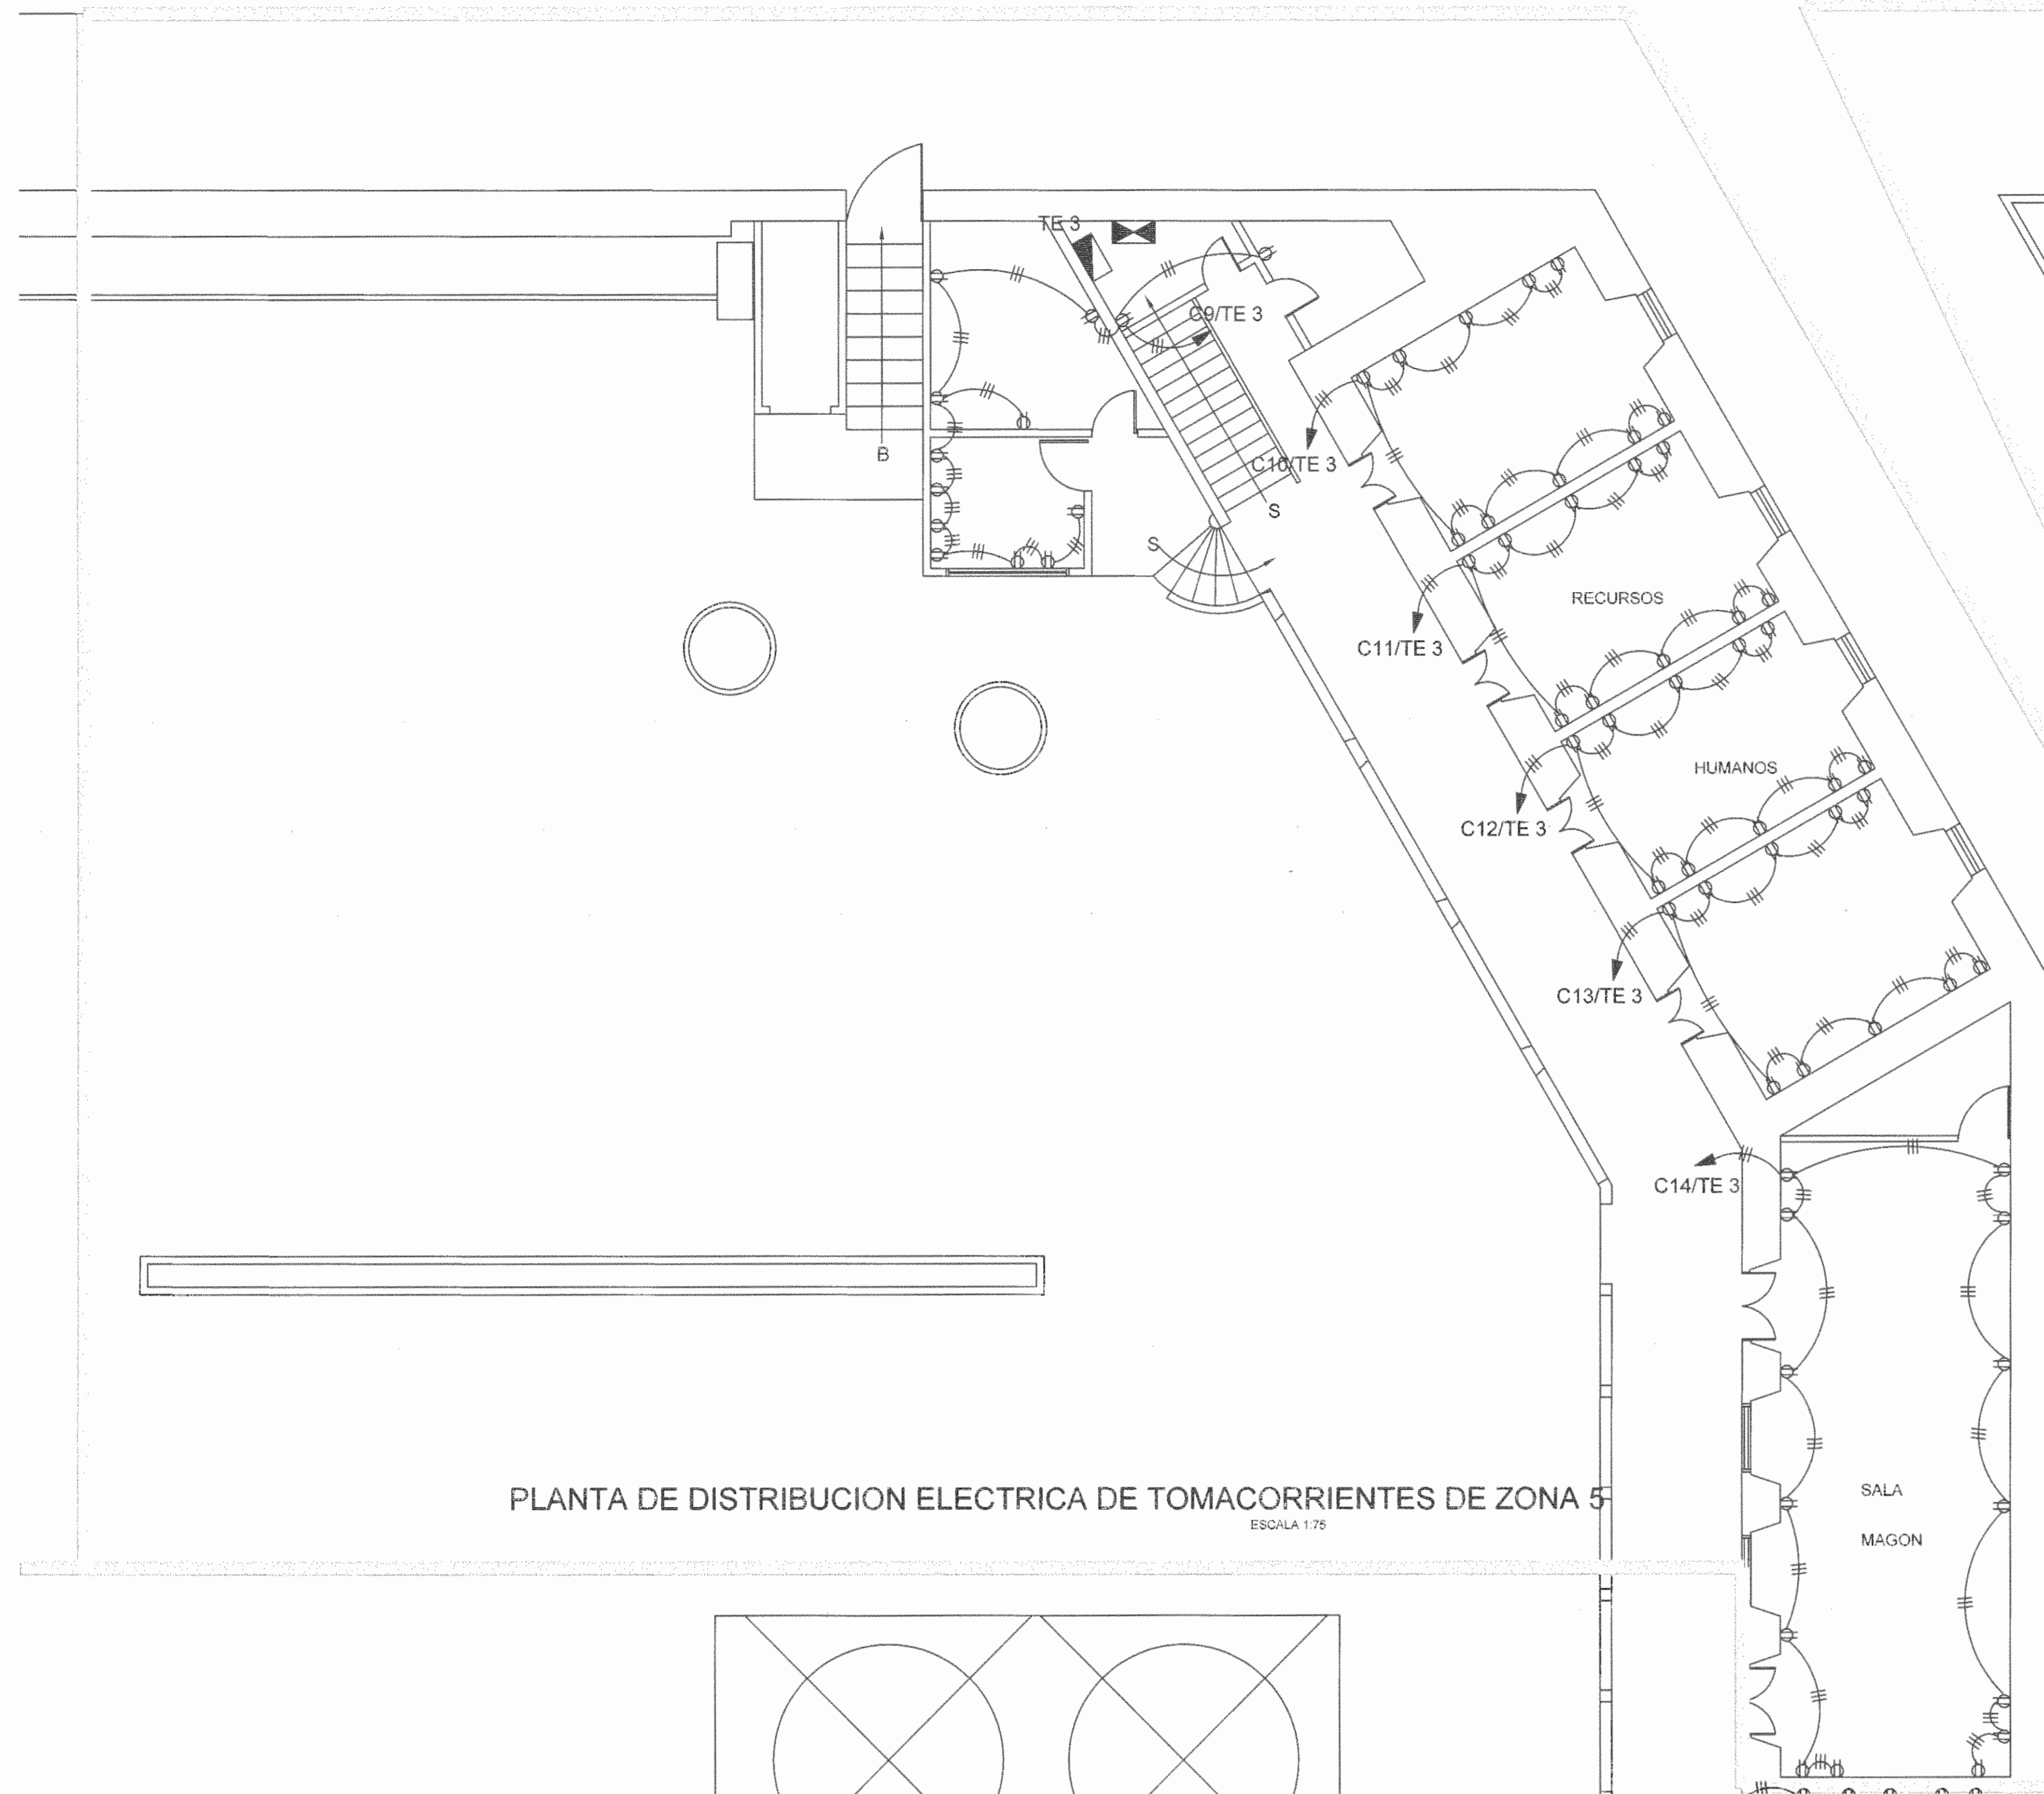 TE 3
C9/TE 3
B
C10/TE 3
S
S
RECURSOS
C11/TE 3
HUMANOS
C12/TE 3
C13/TE 3
C14/TE 3
SALA
MAGON
PLANTA DE DISTRIBUCION ELECTRICA DE TOMACORRIENTES DE ZONA 5
ESCALA 1:75